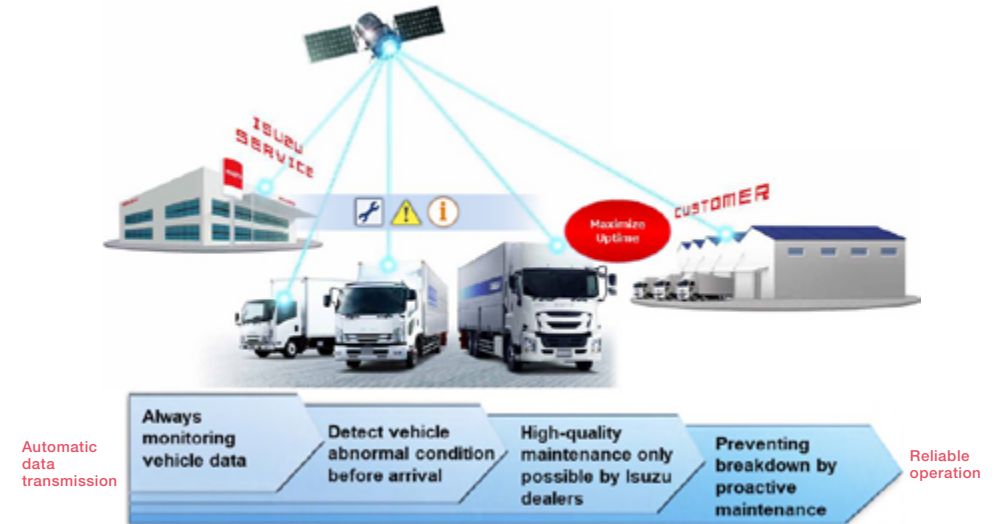 ISUZU
SERVICE
Maximize
Uptime
CUSTOMER
Always
monitoring
vehicle data
Detect vehicle
abnormal condition
before arrival
High-quality
maintenance only
possible by Isuzu
dealers
Preventing
breakdown by
proactive
maintenance
Automatic
data
transmission
Reliable
operation